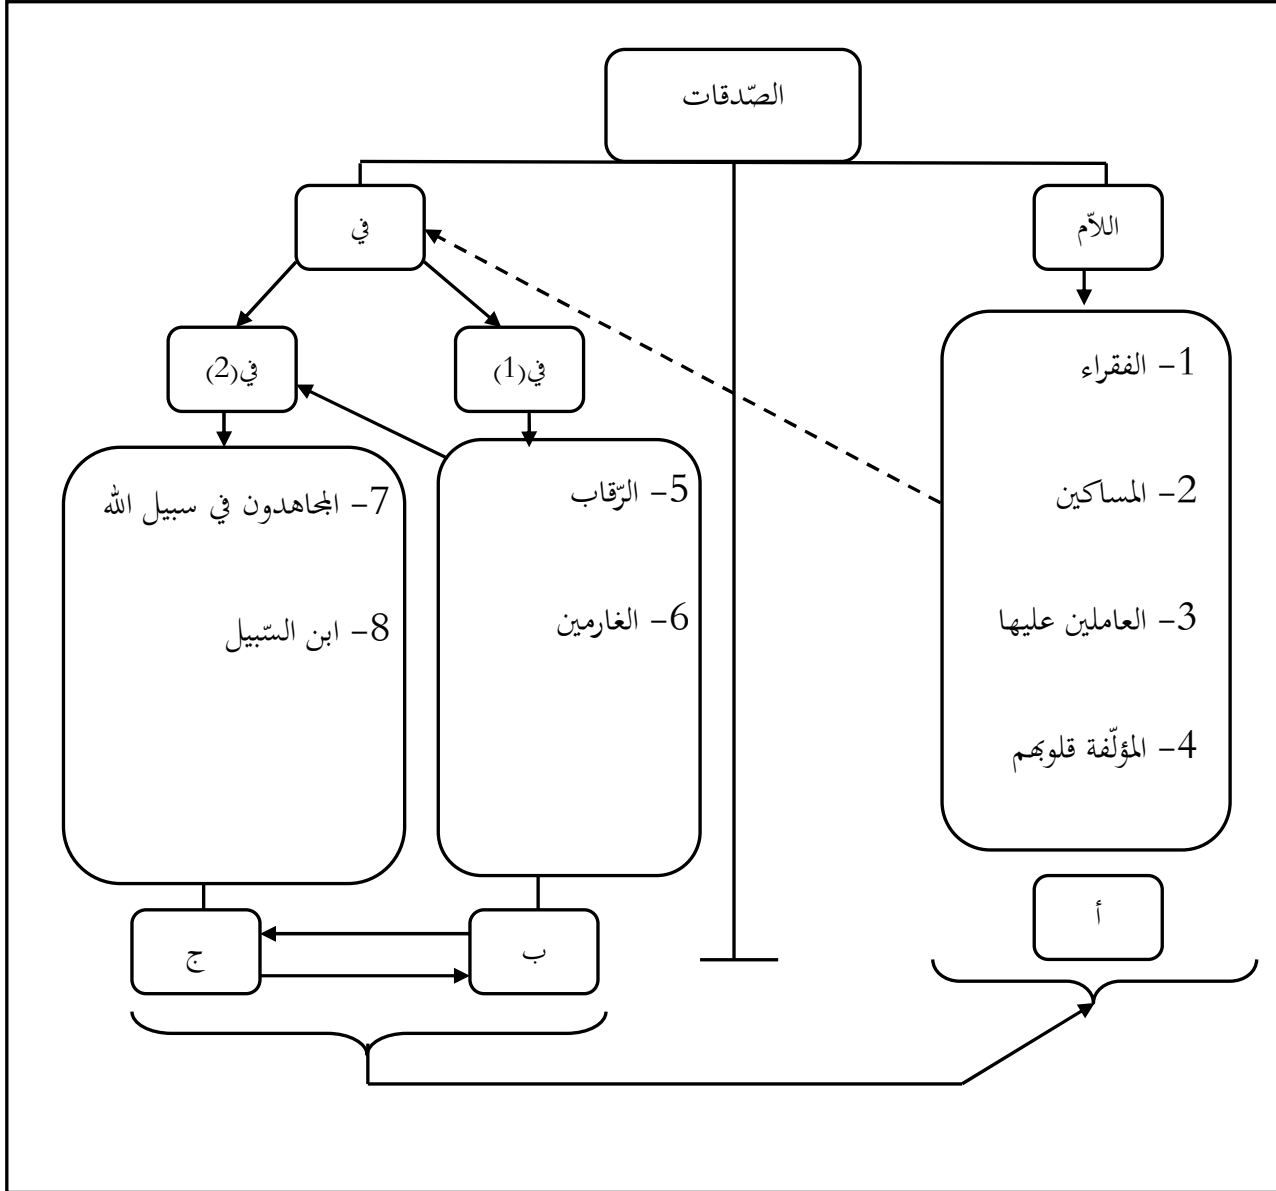 الصّدقات
اللاّم
في
في(1)
في(2)
1- الفقراء
2- المساكين
3- العاملين عليها
4- المؤلّفة قلوبهم
5- الرّقاب
6- الغارمين
7- المجاهدون في سبيل الله
8- ابن السّبيل
أ
ب
ج